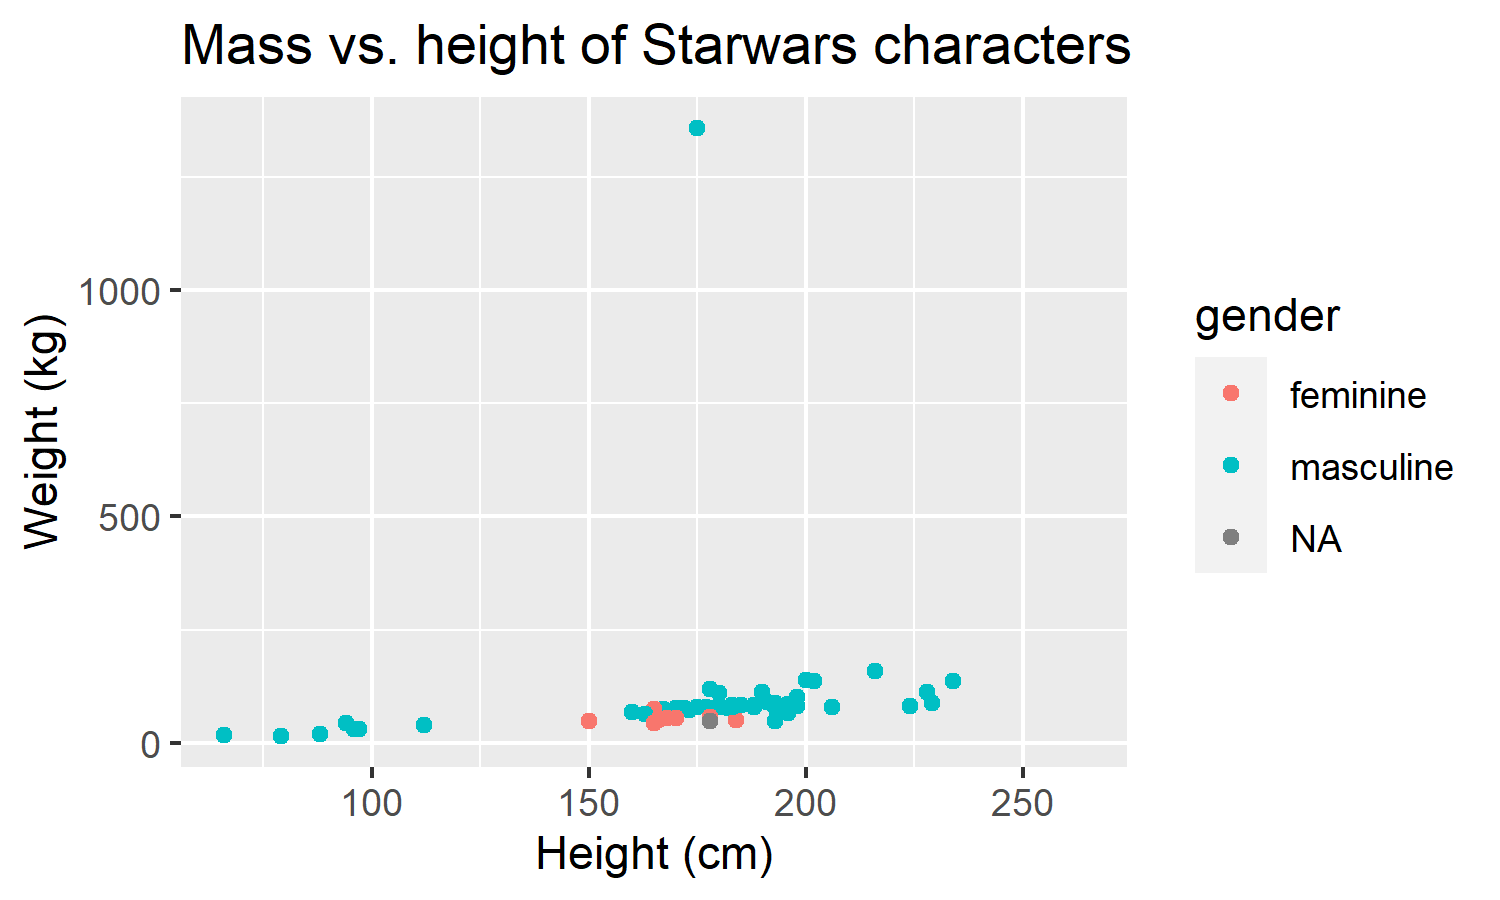 Mass vs. height of Starwars characters
1000
500
0
Weight (kg)
100 150 200 250
Height (cm)
gender
feminine
masculine
NA